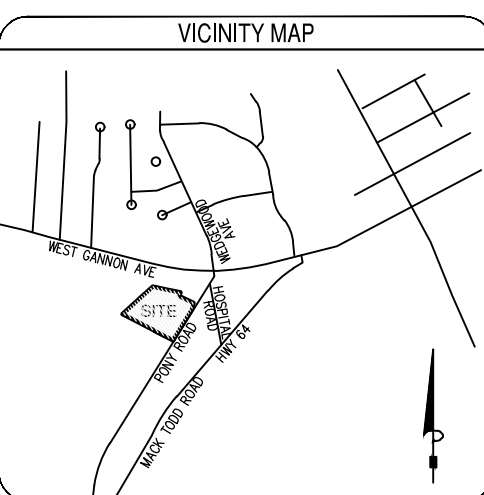 VICINITY MAP
WEDGEWOOD
AVE
WEST GANNON AVE
SITE
HOSPITAL
ROAD
PONY ROAD
HWY 64
MACK TODD ROAD